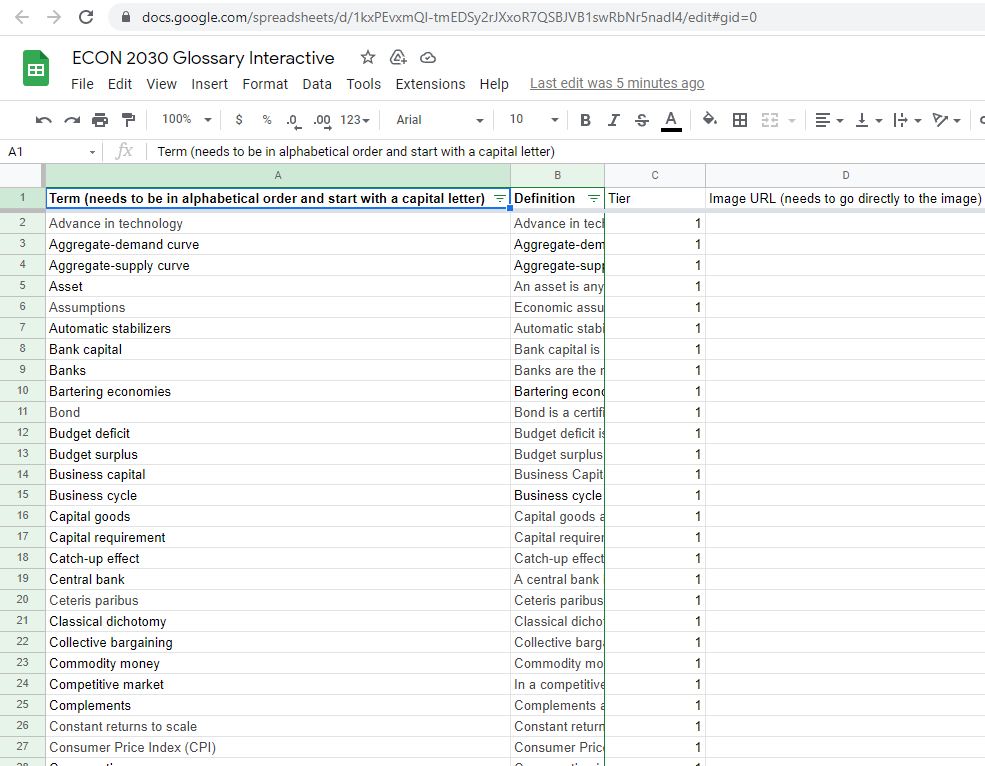 docs.google.com/spreadsheets/d/1kxPEvxmQI-tmEDSy2rJXxoR7QSBJVB1swRbNr5nadI4/edit#gid=0
ECON 2030 Glossary Interactive
File Edit View Insert Format Data Tools Extensions Help Last edit was 5 minutes ago
100% $ % .0 .00 123 Arial 10 B I S A
A1 fx Term (needs to be in alphabetical order and start with a capital letter)
A B C D
1 Term (needs to be in alphabetical order and start with a capital letter) Definition Tier Image URL (needs to go directly to the image)
2 Advance in technology Advance in tech 1
3 Aggregate-demand curve Aggregate-dem 1
4 Aggregate-supply curve Aggregate-supp 1
5 Asset An asset is any 1
6 Assumptions Economic assu 1
7 Automatic stabilizers Automatic stabi 1
8 Bank capital Bank capital is 1
9 Banks Banks are the 1
10 Bartering economies Bartering econo 1
11 Bond Bond is a certifi 1
12 Budget deficit Budget deficit is 1
13 Budget surplus Budget surplus 1
14 Business capital Business Capit 1
15 Business cycle Business cycle 1
16 Capital goods Capital goods a 1
17 Capital requirement Capital requirer 1
18 Catch-up effect Catch-up effect 1
19 Central bank A central bank 1
20 Ceteris paribus Ceteris paribus 1
21 Classical dichotomy Classical dicho 1
22 Collective bargaining Collective barga 1
23 Commodity money Commodity mo 1
24 Competitive market In a competitive 1
25 Complements Complements a 1
26 Constant returns to scale Constant return 1
27 Consumer Price Index (CPI) Consumer Price 1